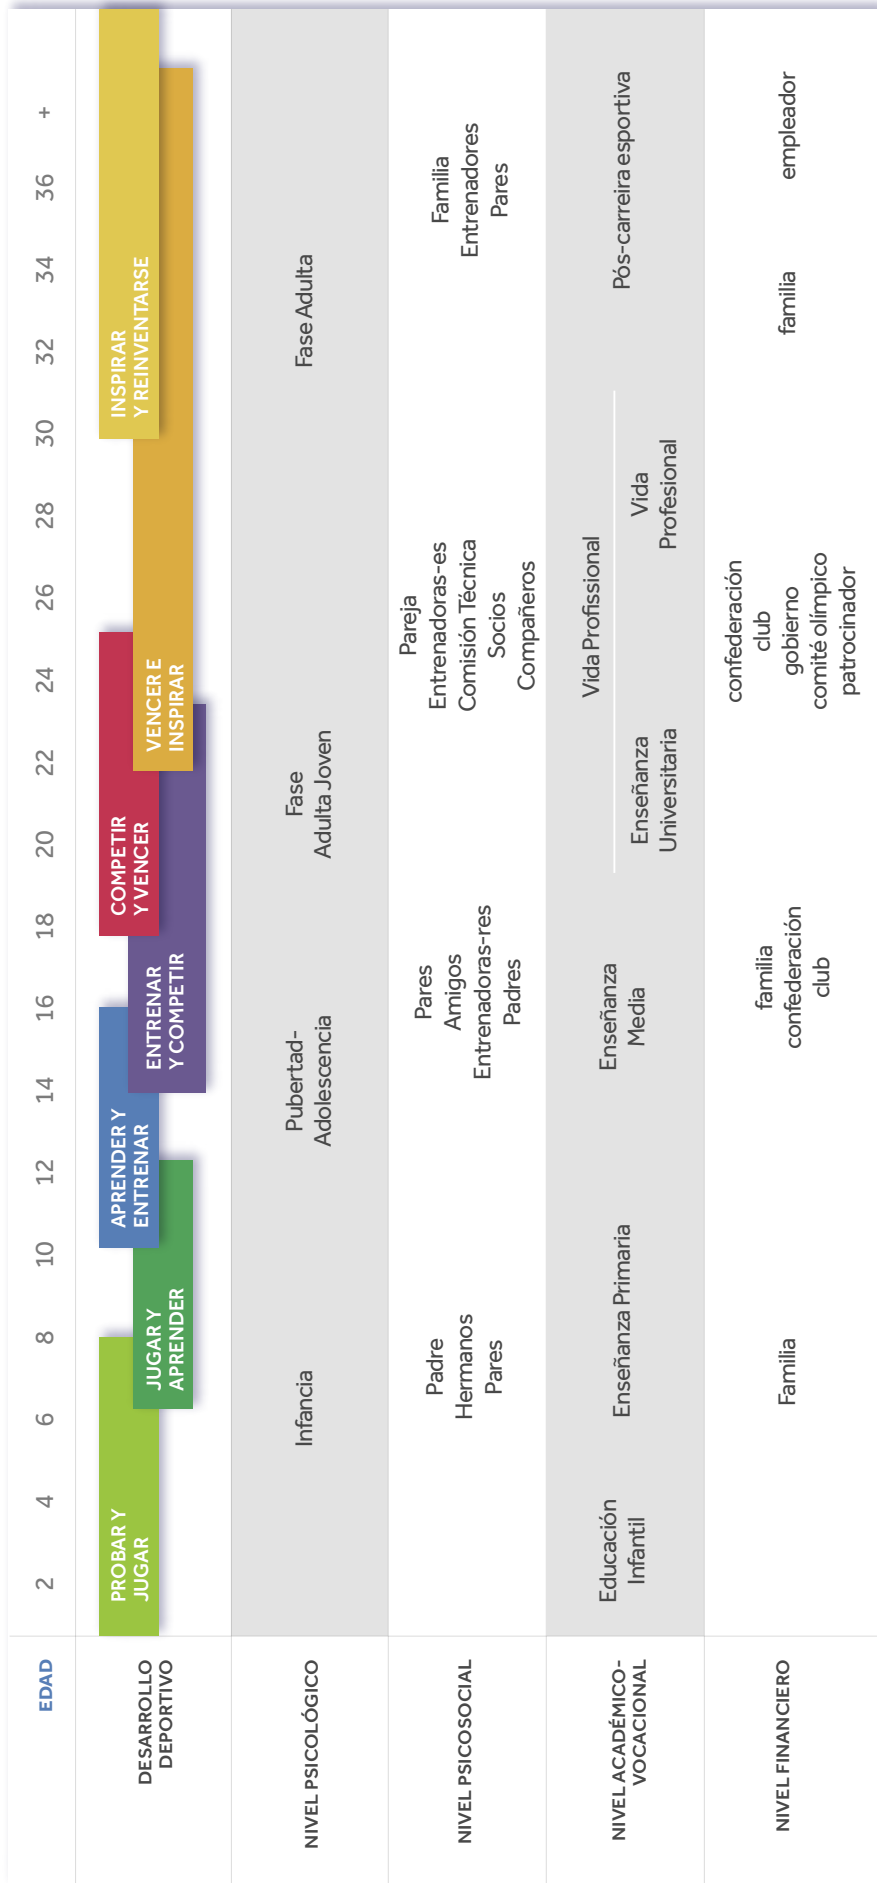 EDAD
2
4
6
8
10
12
14
16
18
20
22
24
26
28
30
32
34
36
+
DESARROLLO
DEPORTIVO
PROBAR Y
JUGAR
JUGAR Y
APRENDER
APRENDER Y
ENTRENAR
ENTRENAR
Y COMPETIR
COMPETIR
Y VENCER
VENCER E
INSPIRAR
INSPIRAR
Y REINVENTARSE
NIVEL PSICOLÓGICO
Infancia
Pubertad-
Adolescencia
Fase
Adulta Joven
Fase Adulta
NIVEL PSICOSOCIAL
Padre
Hermanos
Pares
Pares
Amigos
Entrenadoras-res
Padres
Pareja
Entrenadoras-es
Comisión Técnica
Socios
Compañeros
Familia
Entrenadores
Pares
NIVEL ACADÉMICO-
VOCACIONAL
Educación
Infantil
Enseñanza Primaria
Enseñanza
Media
Vida Profissional
Enseñanza
Universitaria
Vida
Profesional
Pós-carreira esportiva
NIVEL FINANCIERO
Familia
familia
confederación
club
confederación
club
gobierno
comité olímpico
patrocinador
familia
empleador